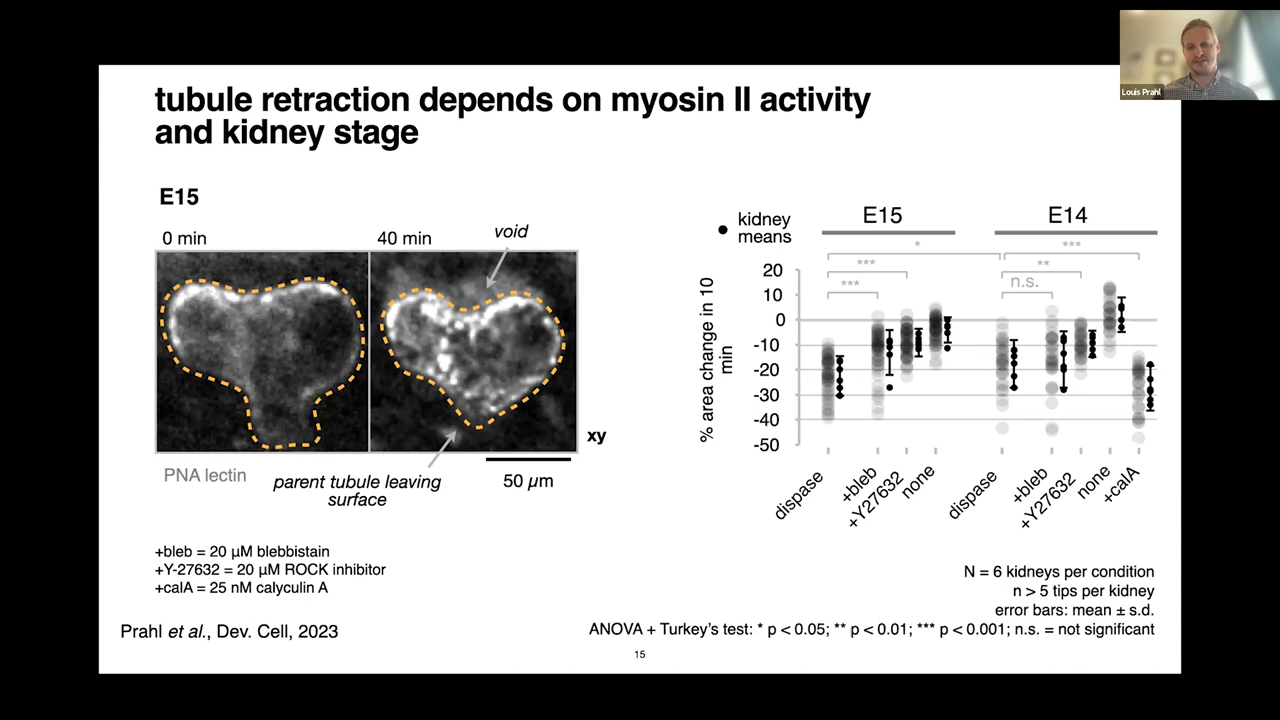 Louis Prahl
tubule retraction depends on myosin II activity
and kidney stage
E15
0 min
40 min
void
PNA lectin
parent tubule leaving
surface
xy
50 µm
kidney
means
E15
E14
*
***
***
**
***
n.s.
% area change in 10
min
20
10
0
-10
-20
-30
-40
-50
dispase
+bleb
+Y27632
none
dispase
+bleb
+Y27632
none
+calA
+bleb = 20 µM blebbistain
+Y-27632 = 20 µM ROCK inhibitor
+calA = 25 nM calyculin A
N = 6 kidneys per condition
n > 5 tips per kidney
error bars: mean ± s.d.
ANOVA + Turkey's test: * p < 0.05; ** p < 0.01; *** p < 0.001; n.s. = not significant
Prahl et al., Dev. Cell, 2023
15